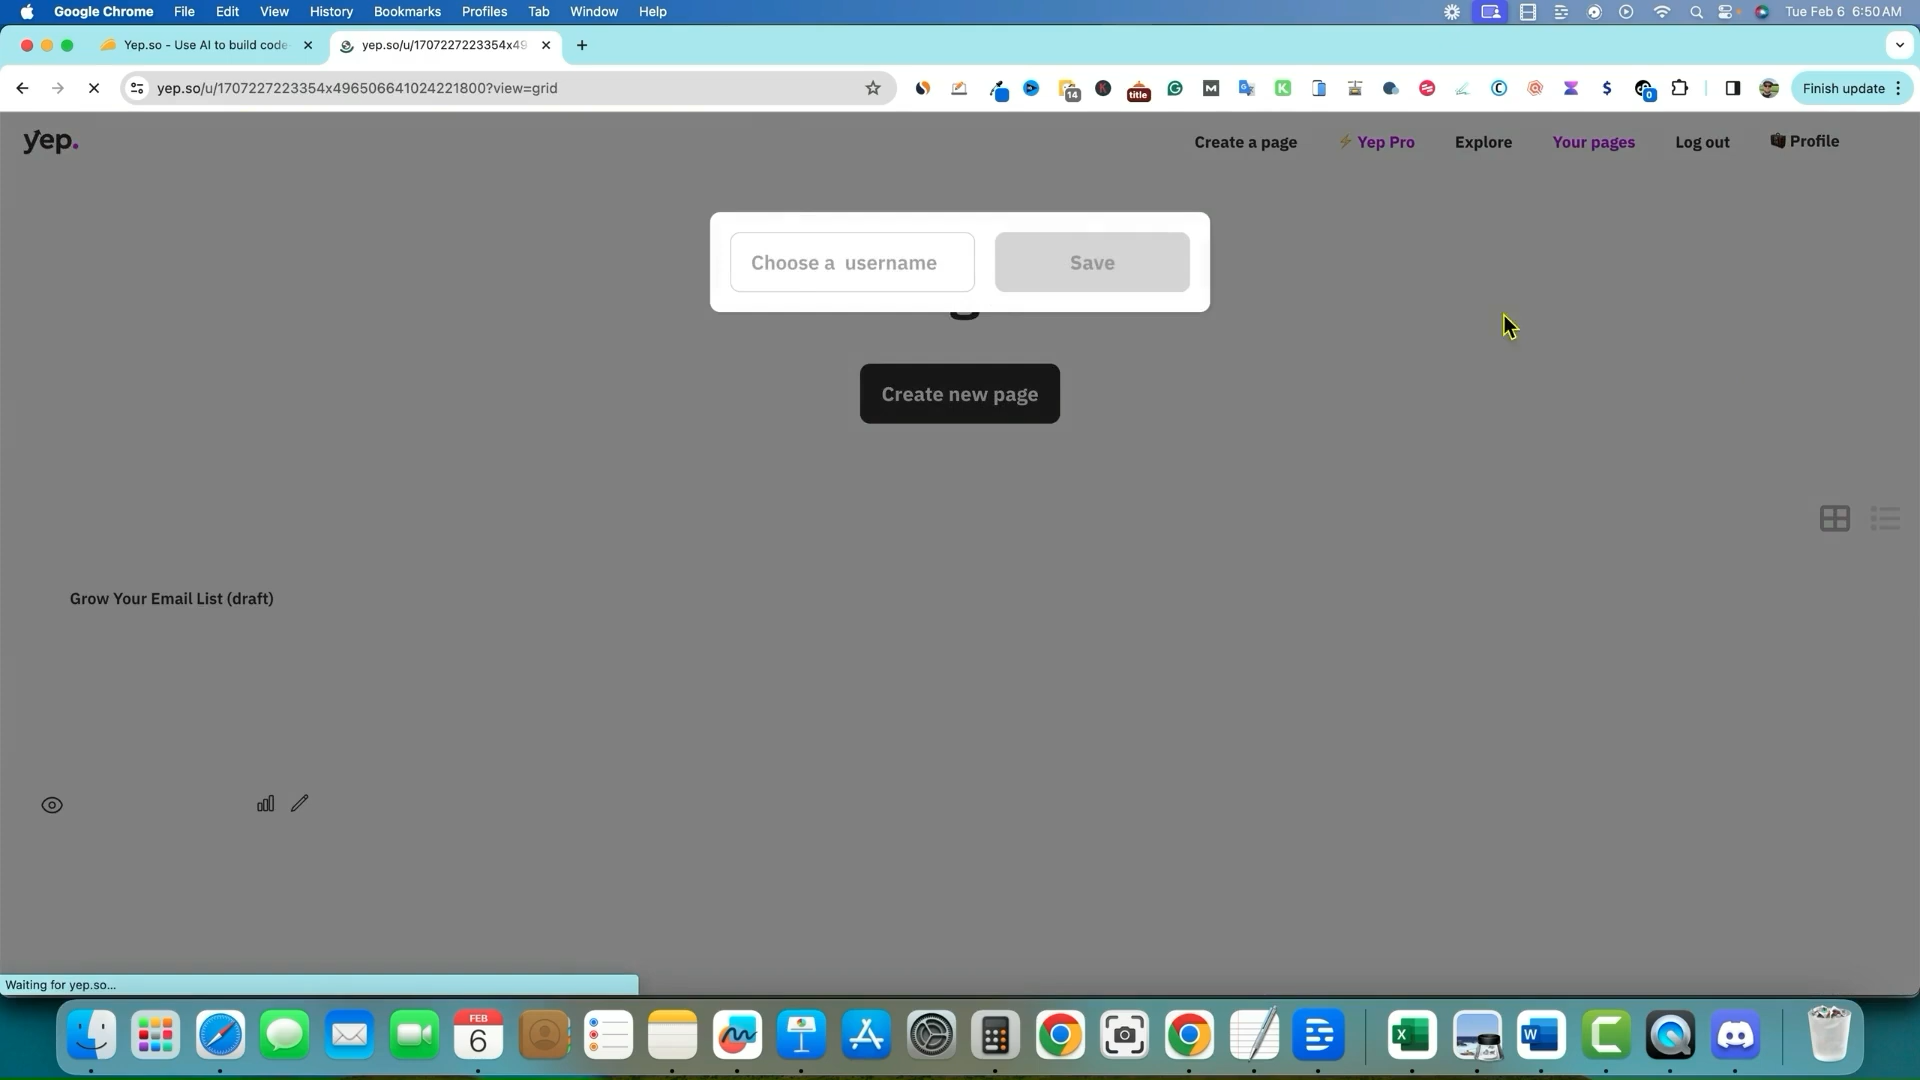 Google Chrome File Edit View History Bookmarks Profiles Tab Window Help Tue Feb 6 6:50 AM
Yep.so - Use AI to build code yep.so/u/1707227223354x49
yep.so/u/1707227223354x496506641024221800?view=grid 14 title 0 Finish update
yep. Create a page Yep Pro Explore Your pages Log out Profile
Choose a username Save
Create new page
Grow Your Email List (draft)
Waiting for yep.so...
FEB
6